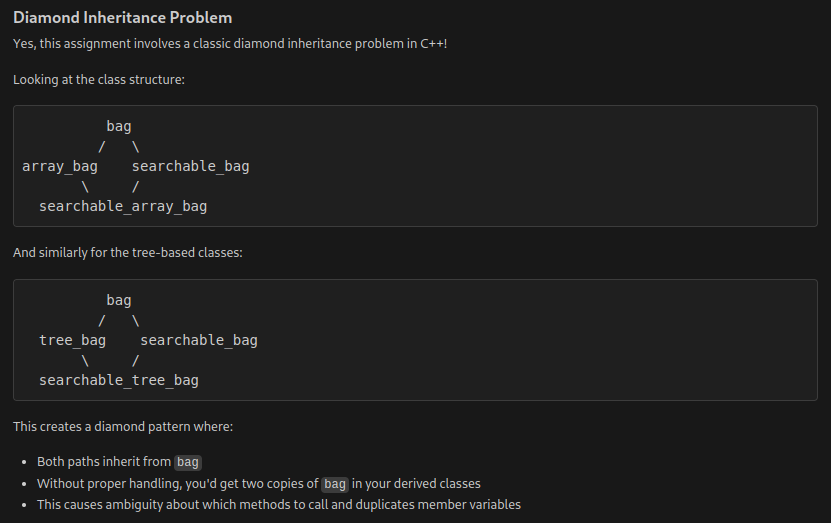 Diamond Inheritance Problem
Yes, this assignment involves a classic diamond inheritance problem in C++!
Looking at the class structure:
          bag
         /   \
array_bag    searchable_bag
       \     /
  searchable_array_bag
And similarly for the tree-based classes:
          bag
         /   \
  tree_bag     searchable_bag
       \     /
  searchable_tree_bag
This creates a diamond pattern where:
• Both paths inherit from bag
• Without proper handling, you'd get two copies of bag in your derived classes
• This causes ambiguity about which methods to call and duplicates member variables